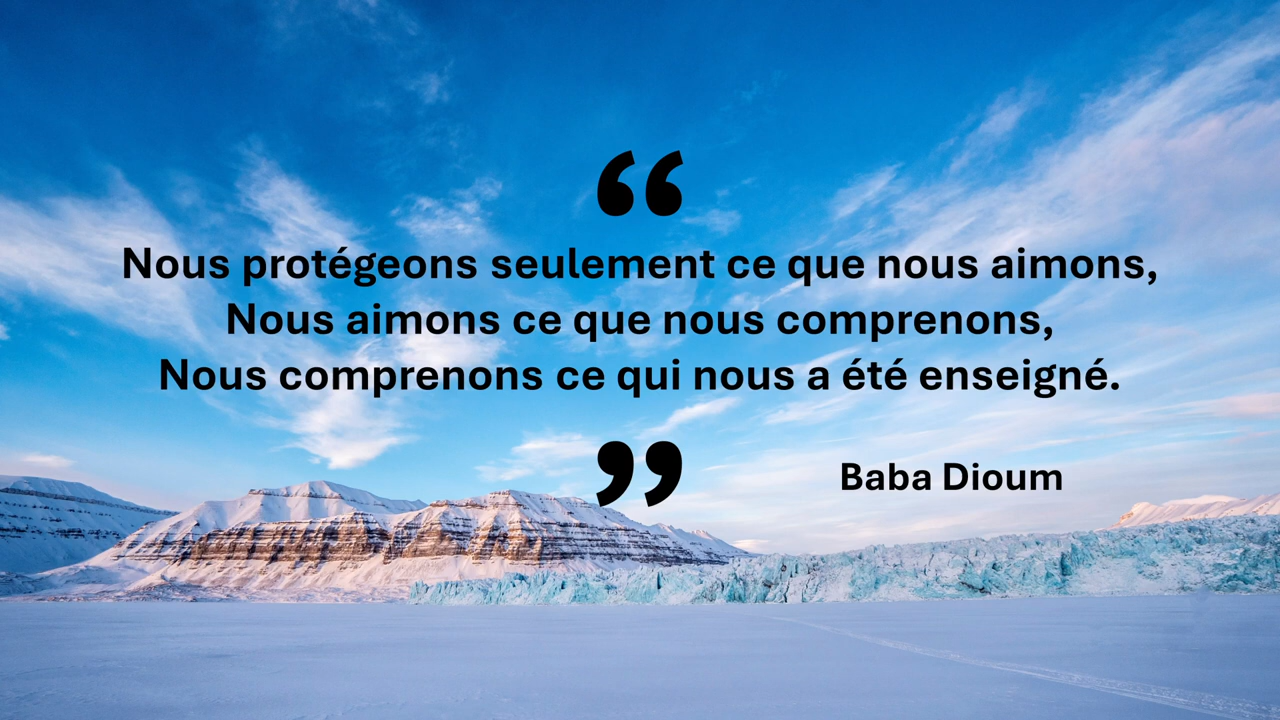 “
Nous protégeons seulement ce que nous aimons,
Nous aimons ce que nous comprenons,
Nous comprenons ce qui nous a été enseigné.
”
Baba Dioum